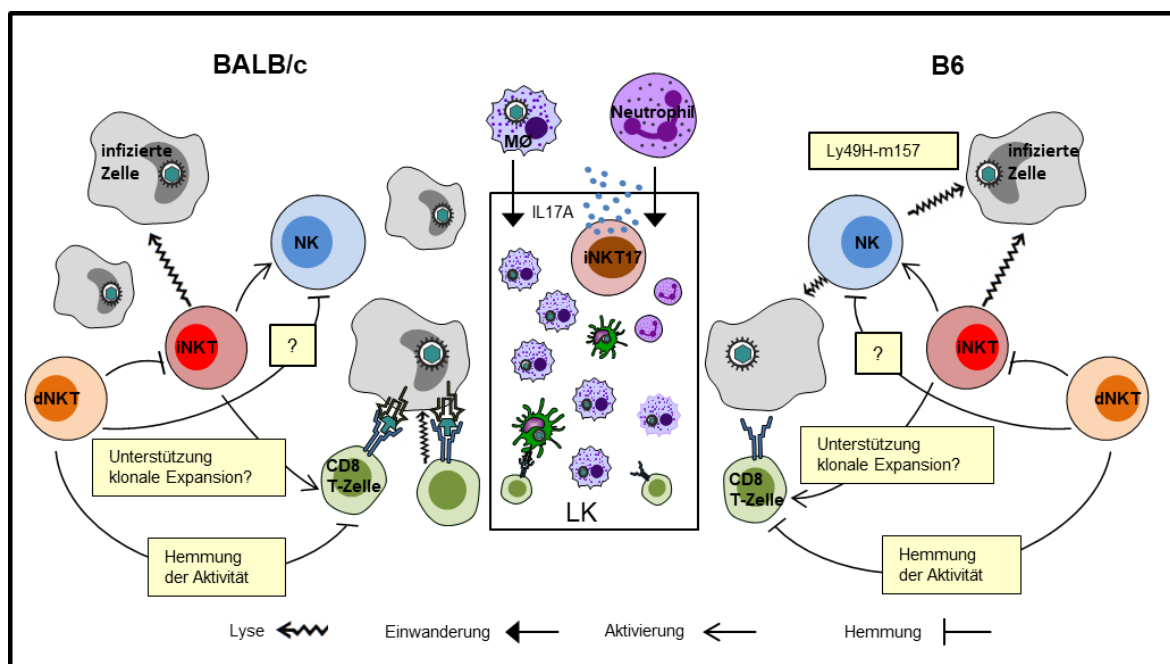 BALB/c
B6
infizierte
Zelle
NK
iNKT
dNKT
?
Unterstützung
klonale Expansion?
CD8
T-Zelle
Hemmung
der Aktivität
MØ
Neutrophil
IL17A
iNKT17
LK
Ly49H-m157
infizierte
Zelle
NK
?
iNKT
dNKT
Unterstützung
klonale Expansion?
CD8
T-Zelle
Hemmung
der Aktivität
Lyse
Einwanderung
Aktivierung
Hemmung